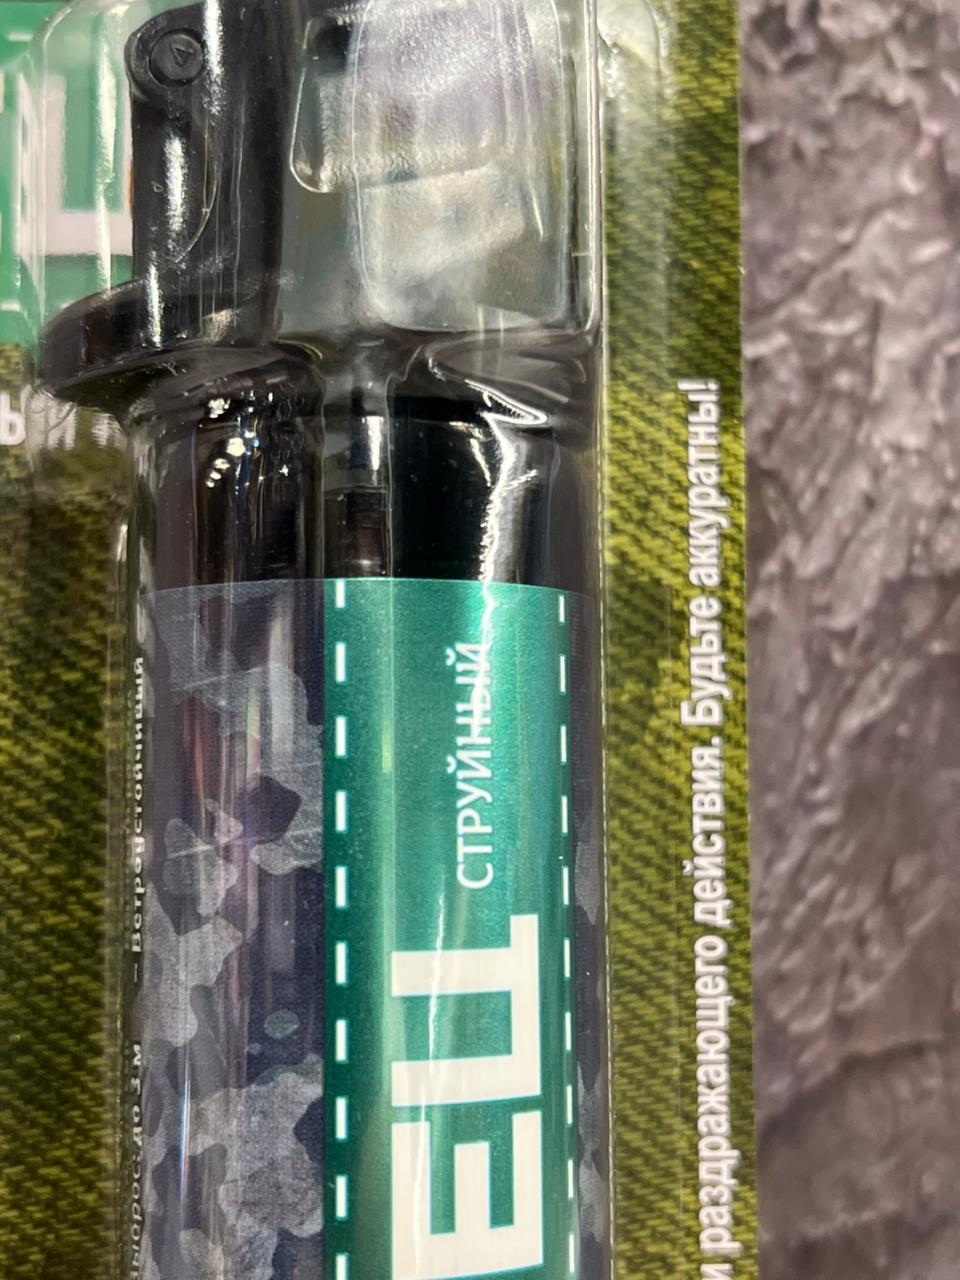 выброс: до 3 м – Ветроустойчивый
ЕЦ СТРУЙНЫЙ
и раздражающего действия. Будьте аккуратны!